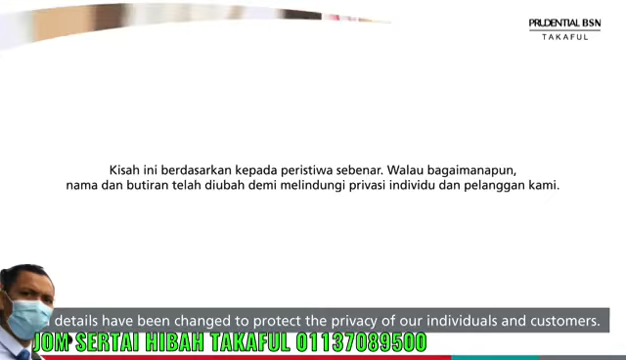 PRUDENTIAL BSN
TAKAFUL
Kisah ini berdasarkan kepada peristiwa sebenar. Walau bagaimanapun,
nama dan butiran telah diubah demi melindungi privasi individu dan pelanggan kami.
details have been changed to protect the privacy of our individuals and customers.
JOM SERTAI HIBAH TAKAFUL 01137089500